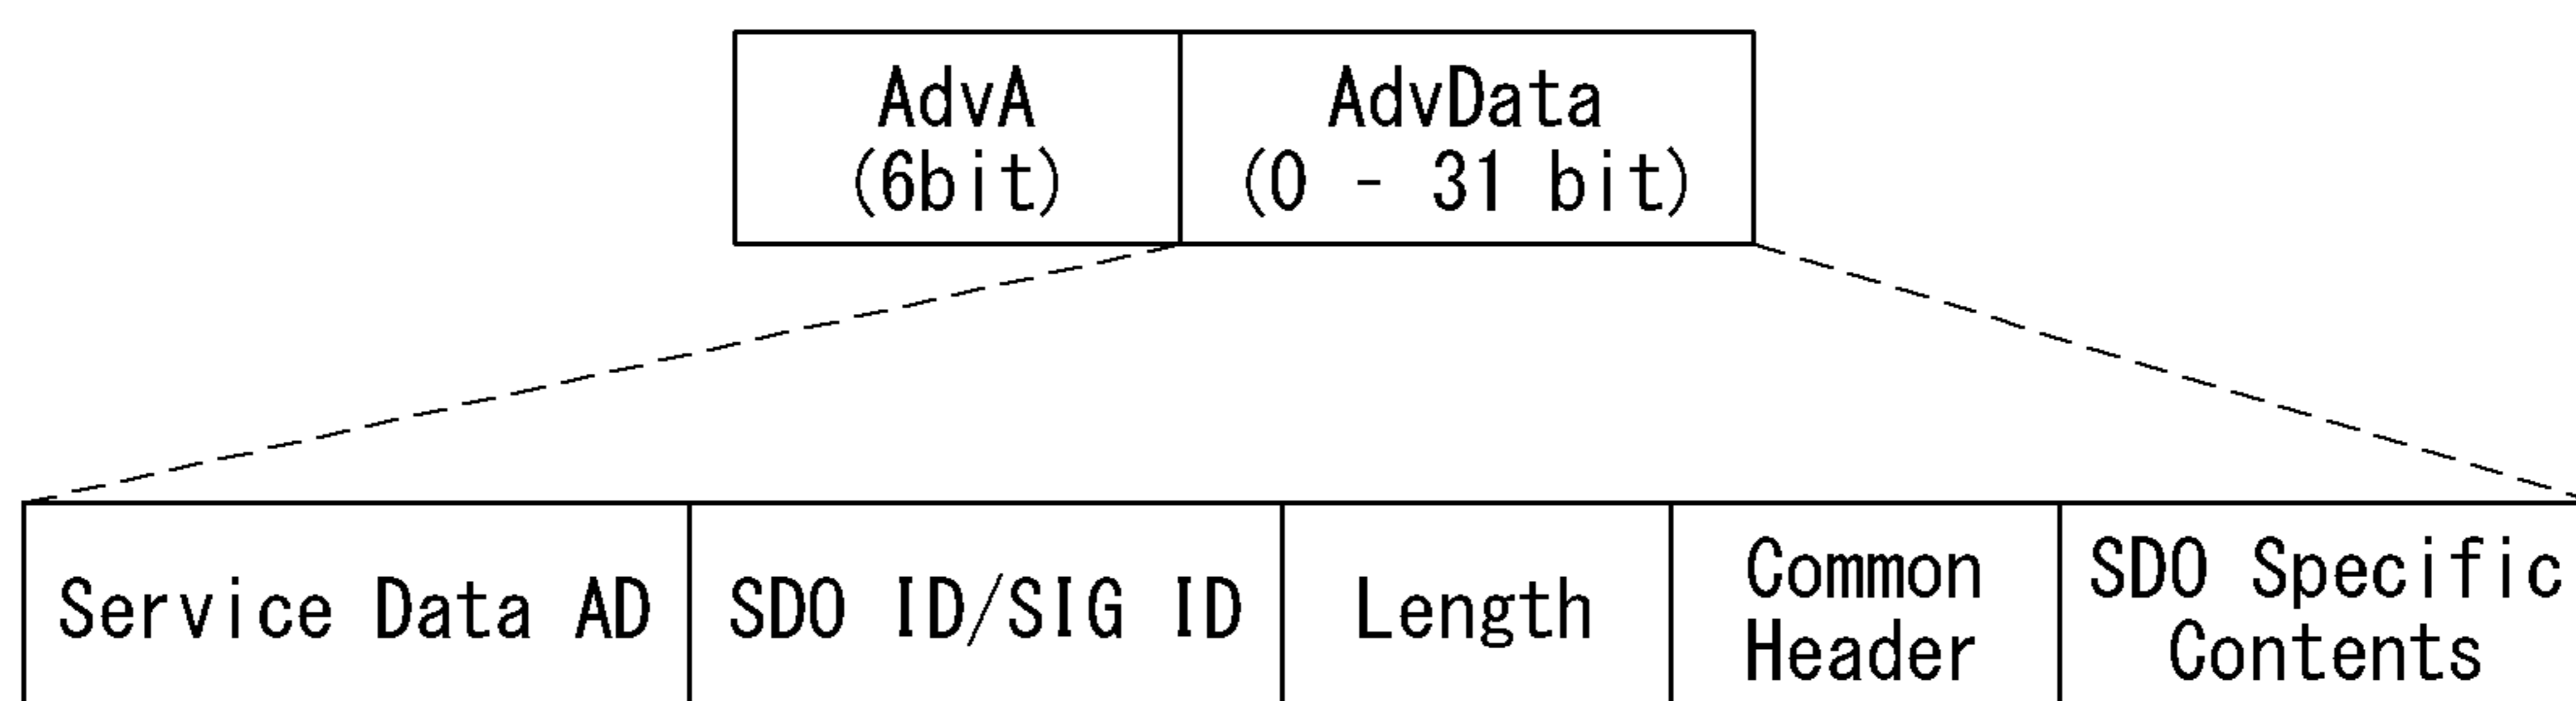 AdvA
(6bit)
AdvData
(0 - 31 bit)
Service Data AD
SDO ID/SIG ID
Length
Common
Header
SDO Specific
Contents